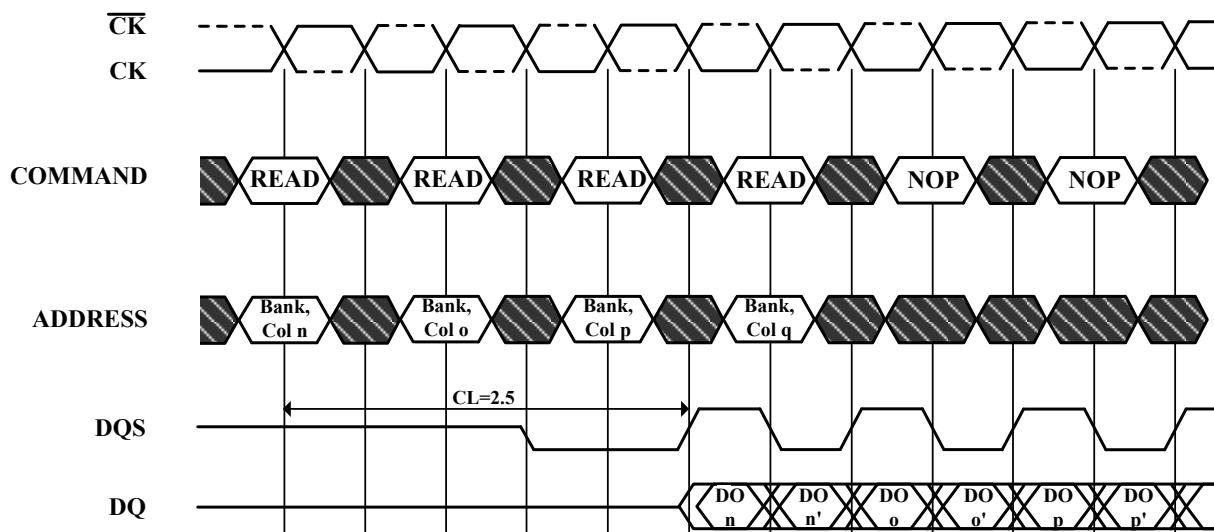 CK
CK
COMMAND READ READ READ READ NOP NOP
ADDRESS Bank, Col n Bank, Col o Bank, Col p Bank, Col q
CL=2.5
DQS
DQ DO n DO n' DO o DO o' DO p DO p'